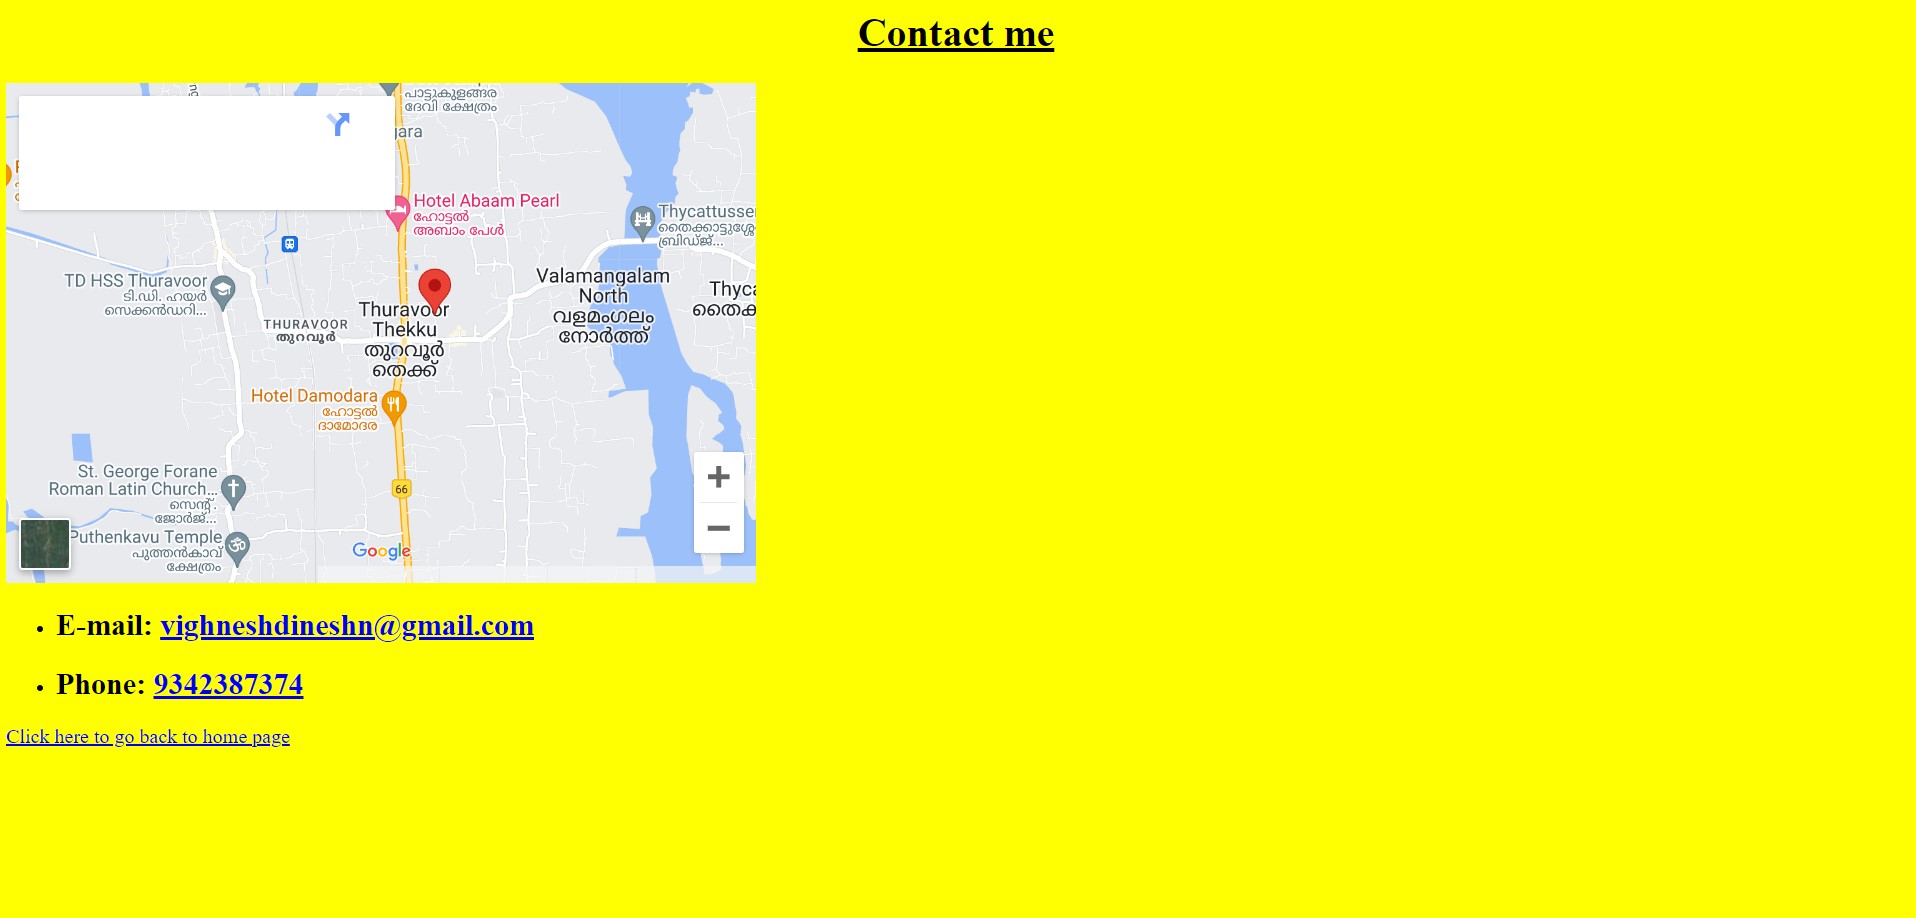 Contact me
പാട്ടുകുളങ്ങര
ദേവി ക്ഷേത്രം
gara
Hotel Abaam Pearl
ഹോട്ടൽ
അബാം പേൾ
Thycattusse
തൈക്കാട്ടുശ്ശേ
ബ്രിഡ്ജ്...
TD HSS Thuravoor
ടി.ഡി. ഹയർ
സെക്കൻഡറി...
Valamangalam
North
വളമംഗലം
നോർത്ത്
Thyca
തൈക
Thuravoor
Thekku
തുറവൂർ
തെക്ക്
THURAVOOR
തുറവൂർ
Hotel Damodara
ഹോട്ടൽ
ദാമോദര
St. George Forane
Roman Latin Church...
സെന്റ്.
ജോർജ്...
66
Puthenkavu Temple
പുത്തൻകാവ്
ക്ഷേത്രം
Google
E-mail: vighneshdineshn@gmail.com
Phone: 9342387374
Click here to go back to home page